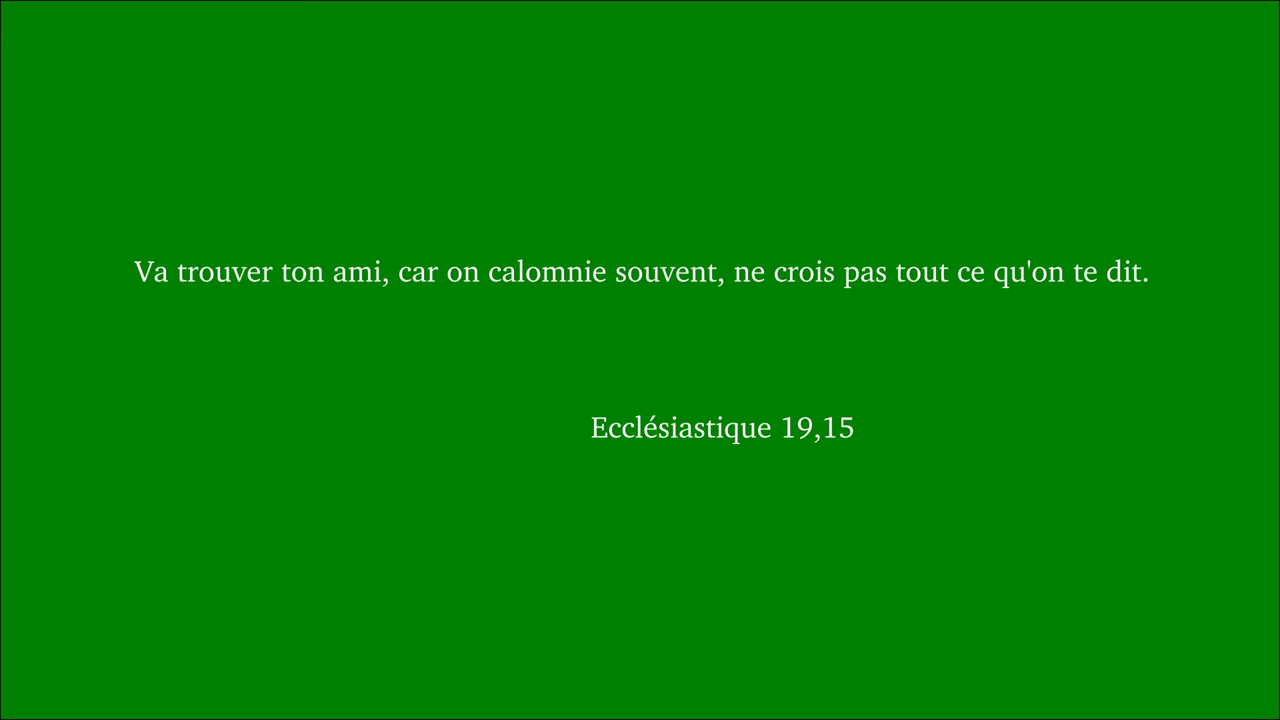 Va trouver ton ami, car on calomnie souvent, ne crois pas tout ce qu'on te dit.
Ecclésiastique 19,15